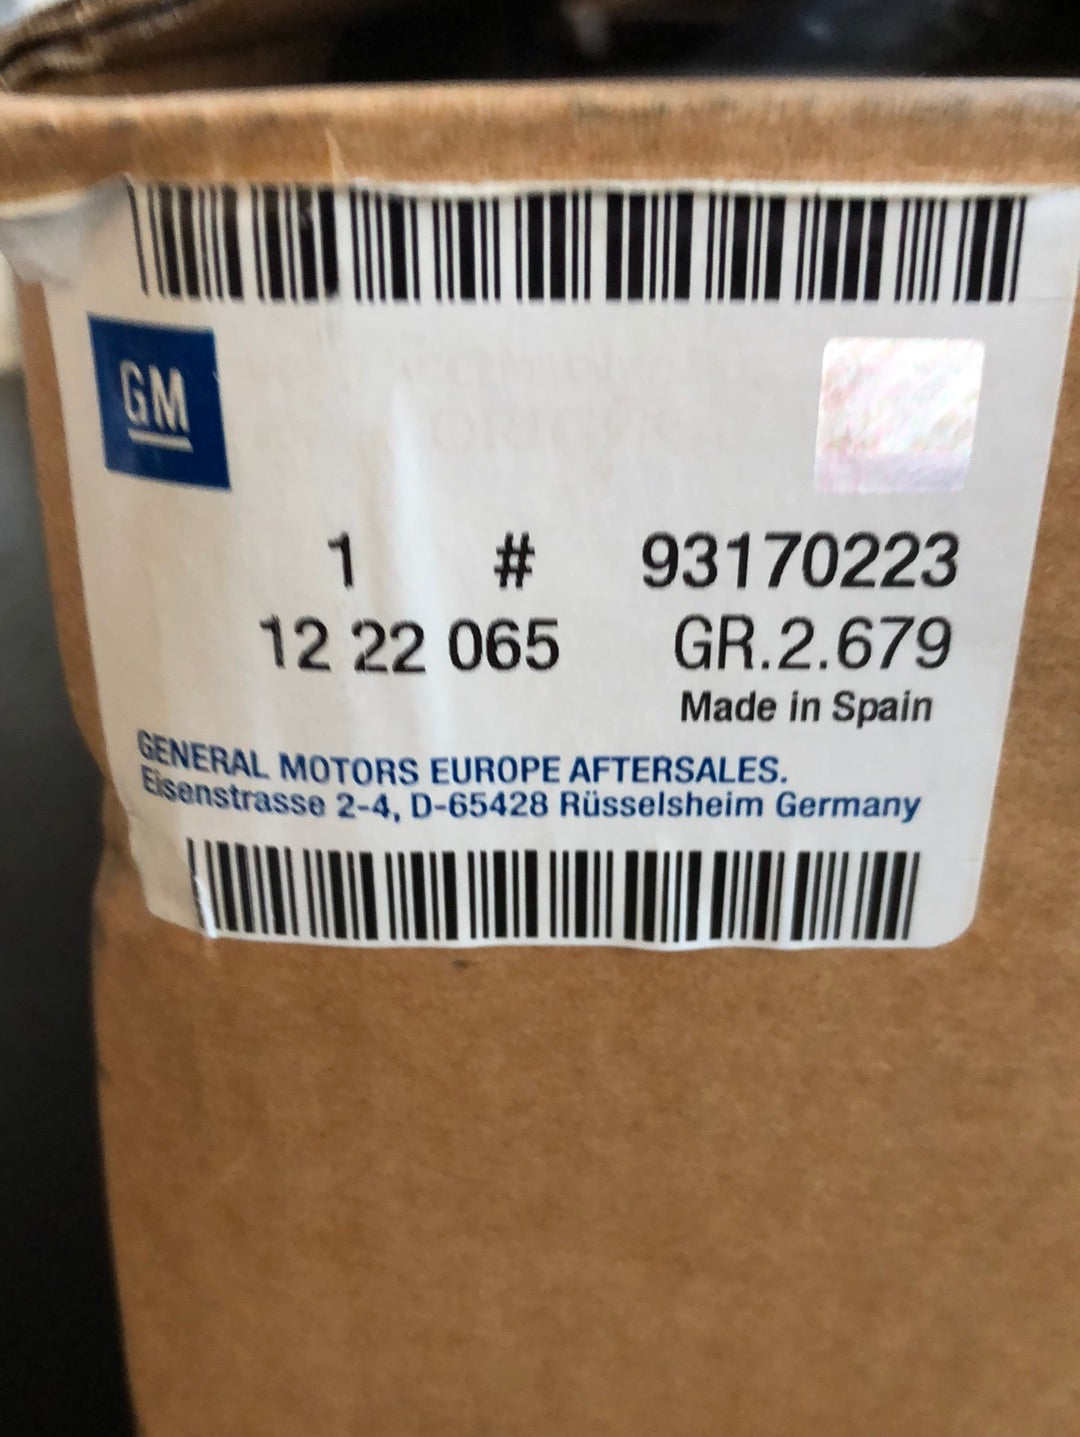 GM
1 # 93170223
12 22 065 GR.2.679
Made in Spain
GENERAL MOTORS EUROPE AFTERSALES.
Eisenstrasse 2-4, D-65428 Rüsselsheim Germany